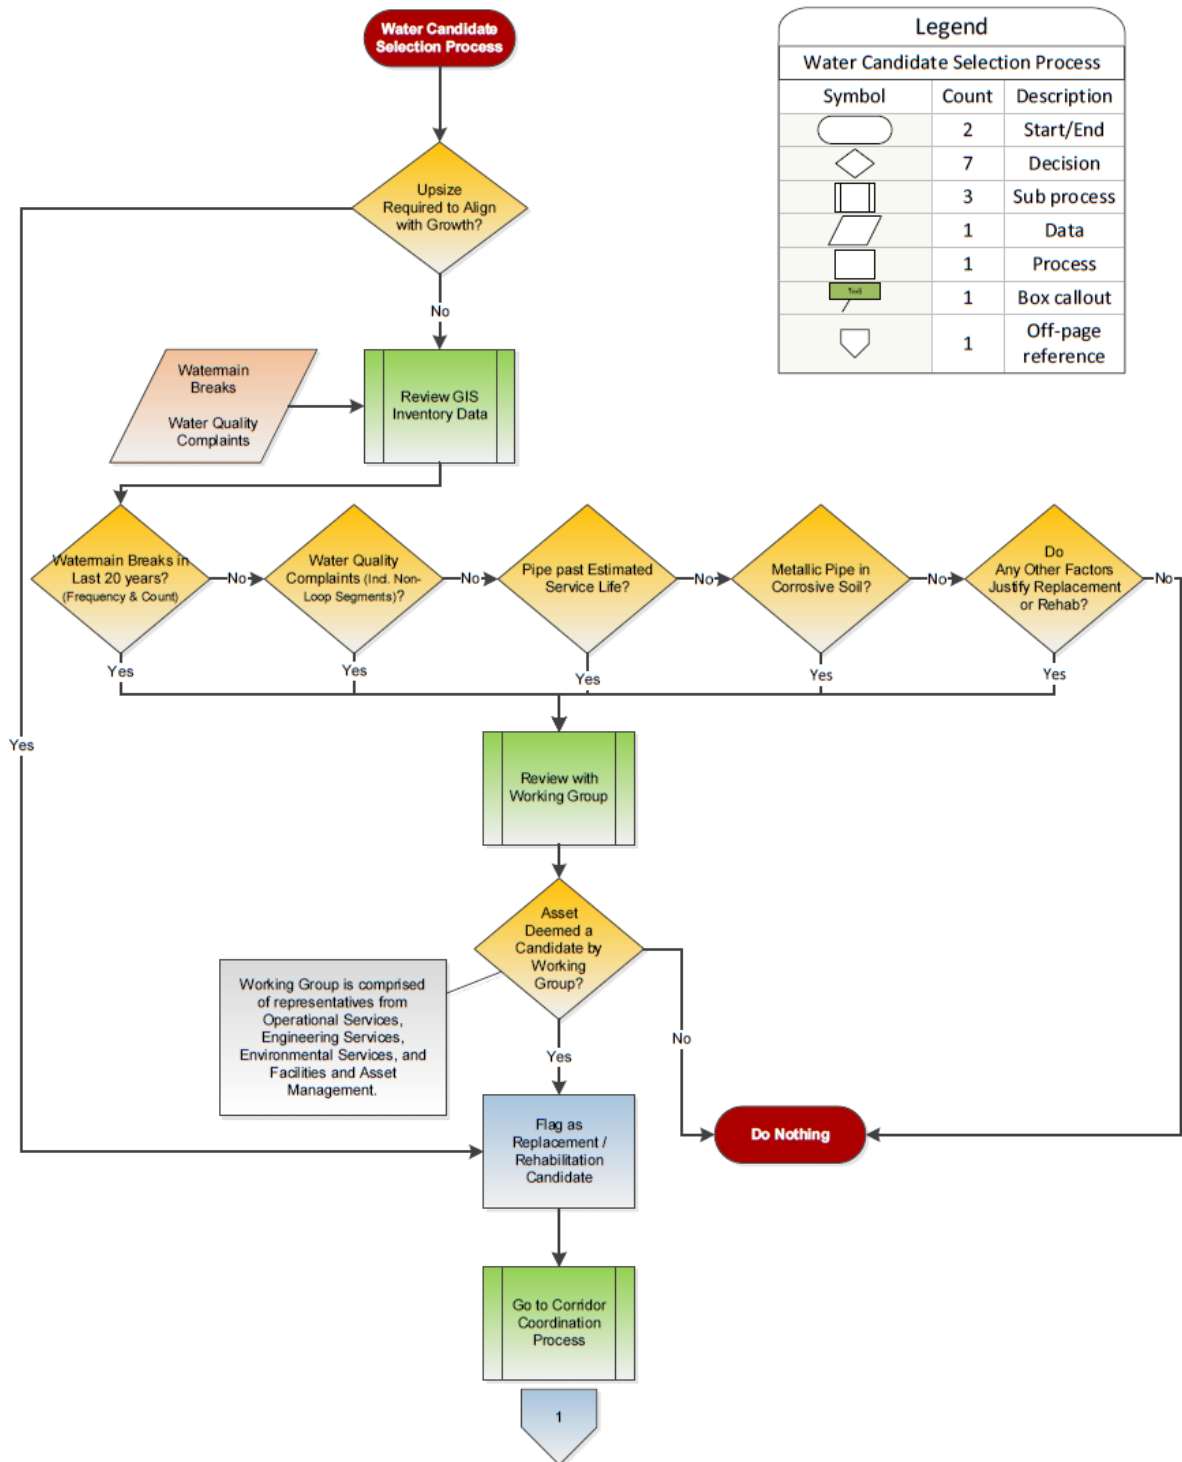 Water Candidate
Selection Process
Legend
Water Candidate Selection Process
Symbol Count Description
2 Start/End
7 Decision
3 Sub process
1 Data
1 Process
Text 1 Box callout
1 Off-page
reference
Upsize
Required to Align
with Growth?
No
Watermain
Breaks
Water Quality
Complaints
Review GIS
Inventory Data
Watermain Breaks in
Last 20 years?
(Frequency & Count)
No
Water Quality
Complaints (Incl. Non-
Loop Segments)?
No
Pipe past Estimated
Service Life?
No
Metallic Pipe in
Corrosive Soil?
No
Do
Any Other Factors
Justify Replacement
or Rehab?
No
Yes
Yes
Yes
Yes
Yes
Yes
Review with
Working Group
Asset
Deemed a
Candidate by
Working
Group?
Working Group is comprised
of representatives from
Operational Services,
Engineering Services,
Environmental Services, and
Facilities and Asset
Management.
Yes
No
Flag as
Replacement /
Rehabilitation
Candidate
Do Nothing
Go to Corridor
Coordination
Process
1